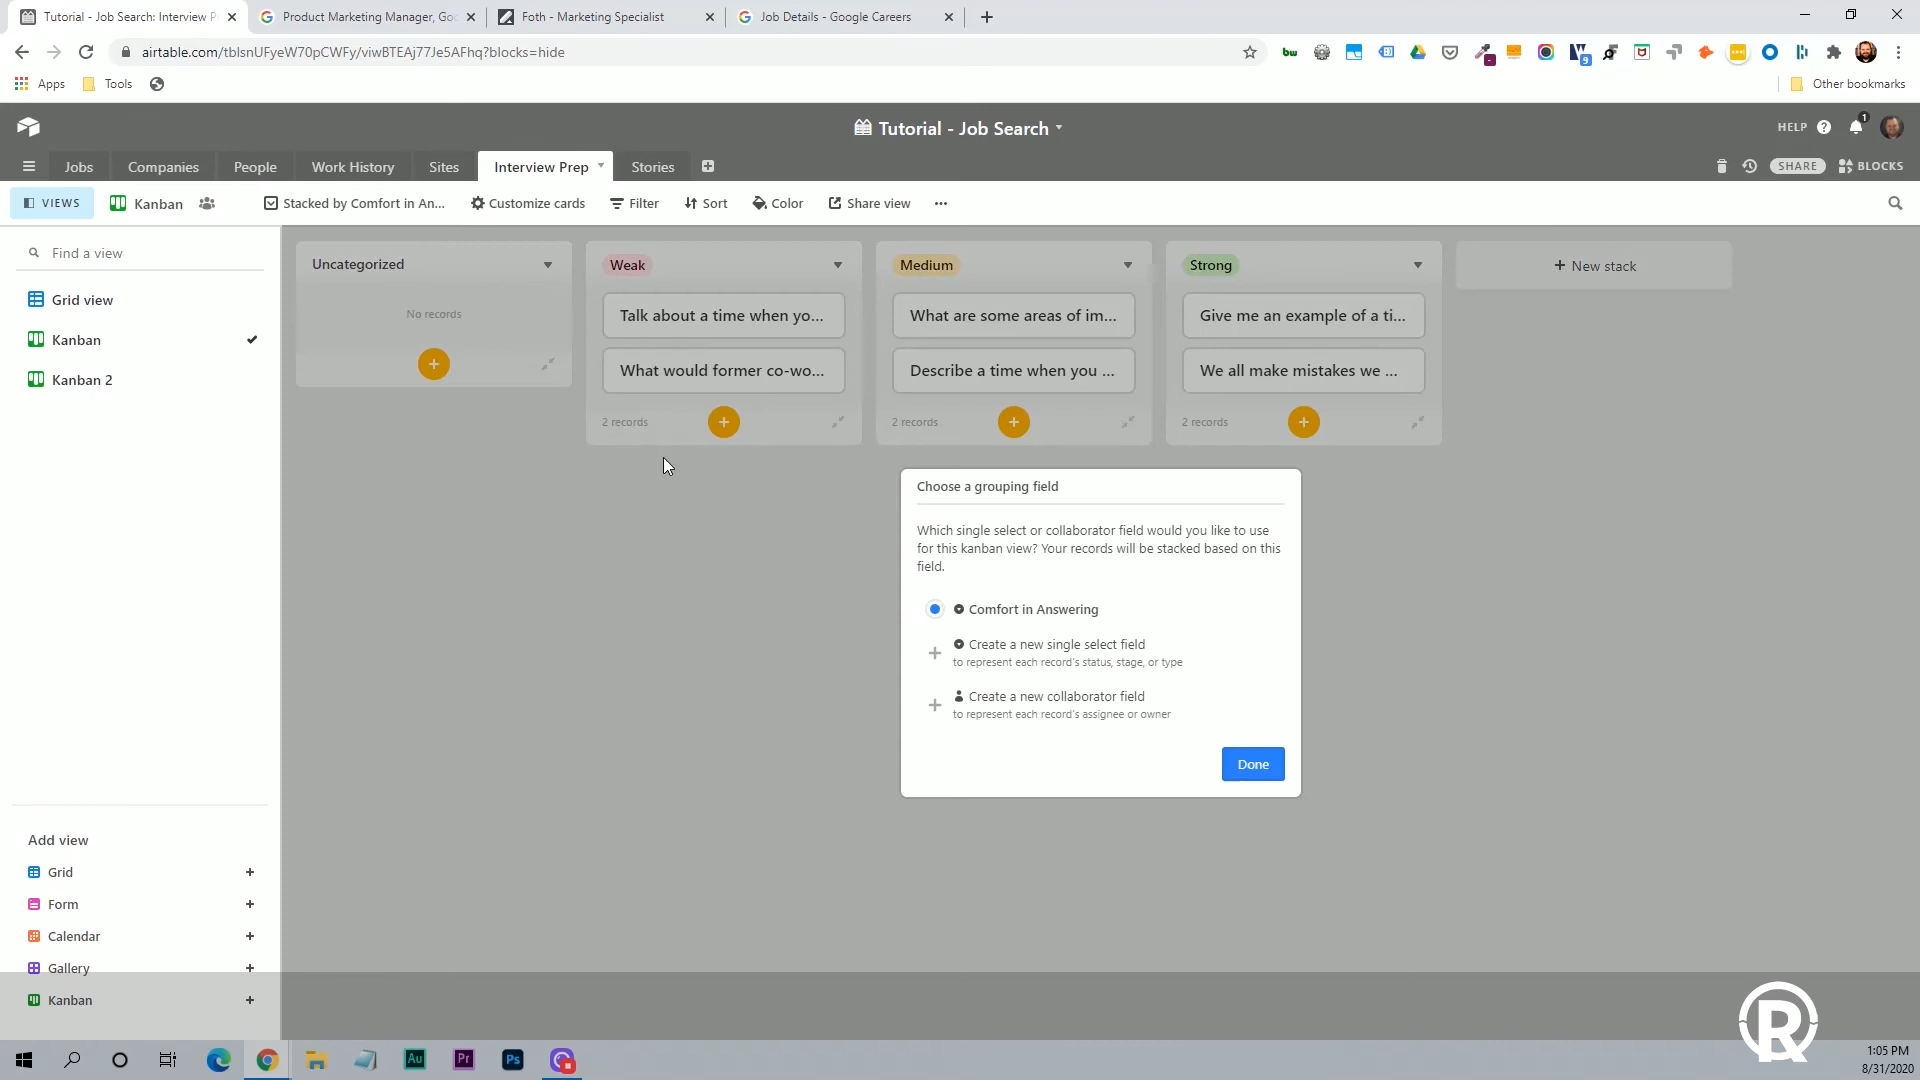 Tutorial - Job Search: Interview P
Product Marketing Manager, Goo
Foth - Marketing Specialist
Job Details - Google Careers
airtable.com/tblsnUFyeW70pCWFy/viwBTEAj77Je5AFhq?blocks=hide
bw
9
Apps
Tools
Other bookmarks
Tutorial - Job Search
HELP
1
Jobs
Companies
People
Work History
Sites
Interview Prep
Stories
SHARE
BLOCKS
VIEWS
Kanban
Stacked by Comfort in An...
Customize cards
Filter
Sort
Color
Share view
Find a view
Grid view
Kanban
Kanban 2
Uncategorized
No records
Weak
Talk about a time when yo...
What would former co-wo...
2 records
Medium
What are some areas of im...
Describe a time when you ...
2 records
Strong
Give me an example of a ti...
We all make mistakes we ...
2 records
+ New stack
Choose a grouping field
Which single select or collaborator field would you like to use
for this kanban view? Your records will be stacked based on this
field.
Comfort in Answering
Create a new single select field
to represent each record's status, stage, or type
Create a new collaborator field
to represent each record's assignee or owner
Done
Add view
Grid
Form
Calendar
Gallery
Kanban
R
Au
Pr
Ps
1:05 PM
8/31/2020